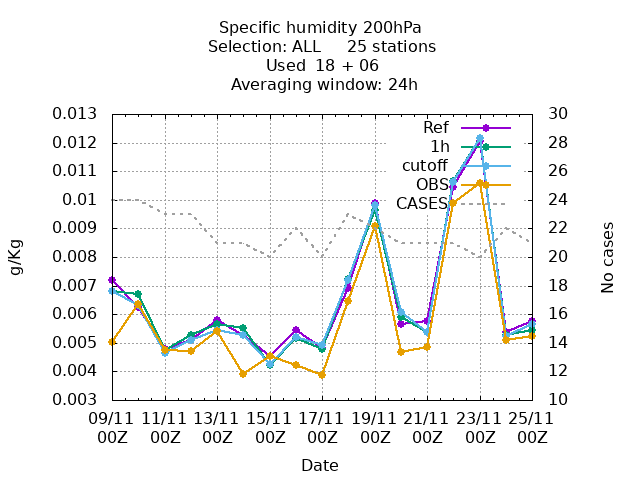 Specific humidity 200hPa
Selection: ALL 25 stations
Used 18 + 06
Averaging window: 24h
0.013
0.012
0.011
0.01
0.009
0.008
0.007
0.006
0.005
0.004
0.003
30
28
26
24
22
20
18
16
14
12
10
Ref
1h
cutoff
OBS
CASES
g/Kg
No cases
09/11 11/11 13/11 15/11 17/11 19/11 21/11 23/11 25/11
00Z 00Z 00Z 00Z 00Z 00Z 00Z 00Z 00Z
Date